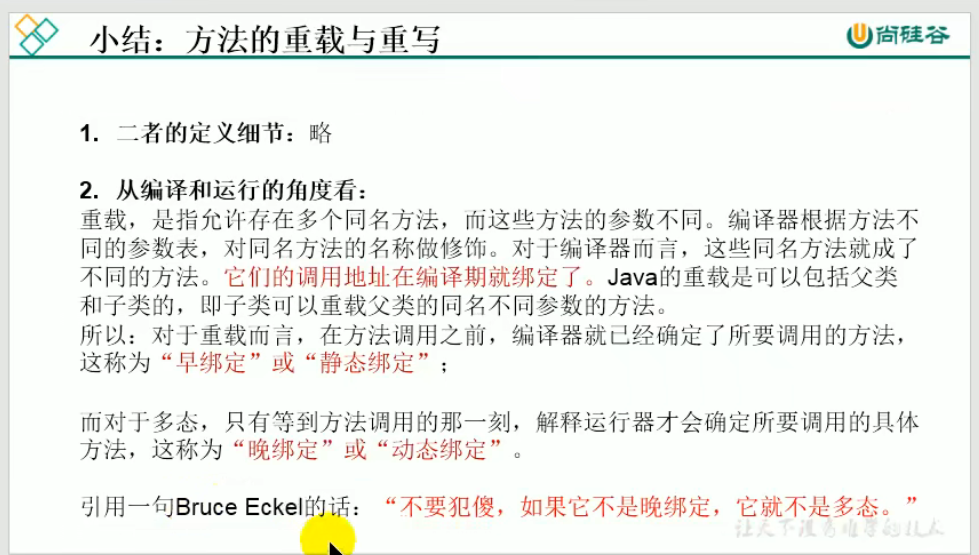 小结：方法的重载与重写
尚硅谷
1. 二者的定义细节：略
2. 从编译和运行的角度看：
重载，是指允许存在多个同名方法，而这些方法的参数不同。编译器根据方法不
同的参数表，对同名方法的名称做修饰。对于编译器而言，这些同名方法就成了
不同的方法。它们的调用地址在编译期就绑定了。Java的重载是可以包括父类
和子类的，即子类可以重载父类的同名不同参数的方法。
所以：对于重载而言，在方法调用之前，编译器就已经确定了所要调用的方法，
这称为“早绑定”或“静态绑定”；
而对于多态，只有等到方法调用的那一刻，解释运行器才会确定所要调用的具体
方法，这称为“晚绑定”或“动态绑定”。
引用一句Bruce Eckel的话：“不要犯傻，如果它不是晚绑定，它就不是多态。”
让天下没有难学的技术